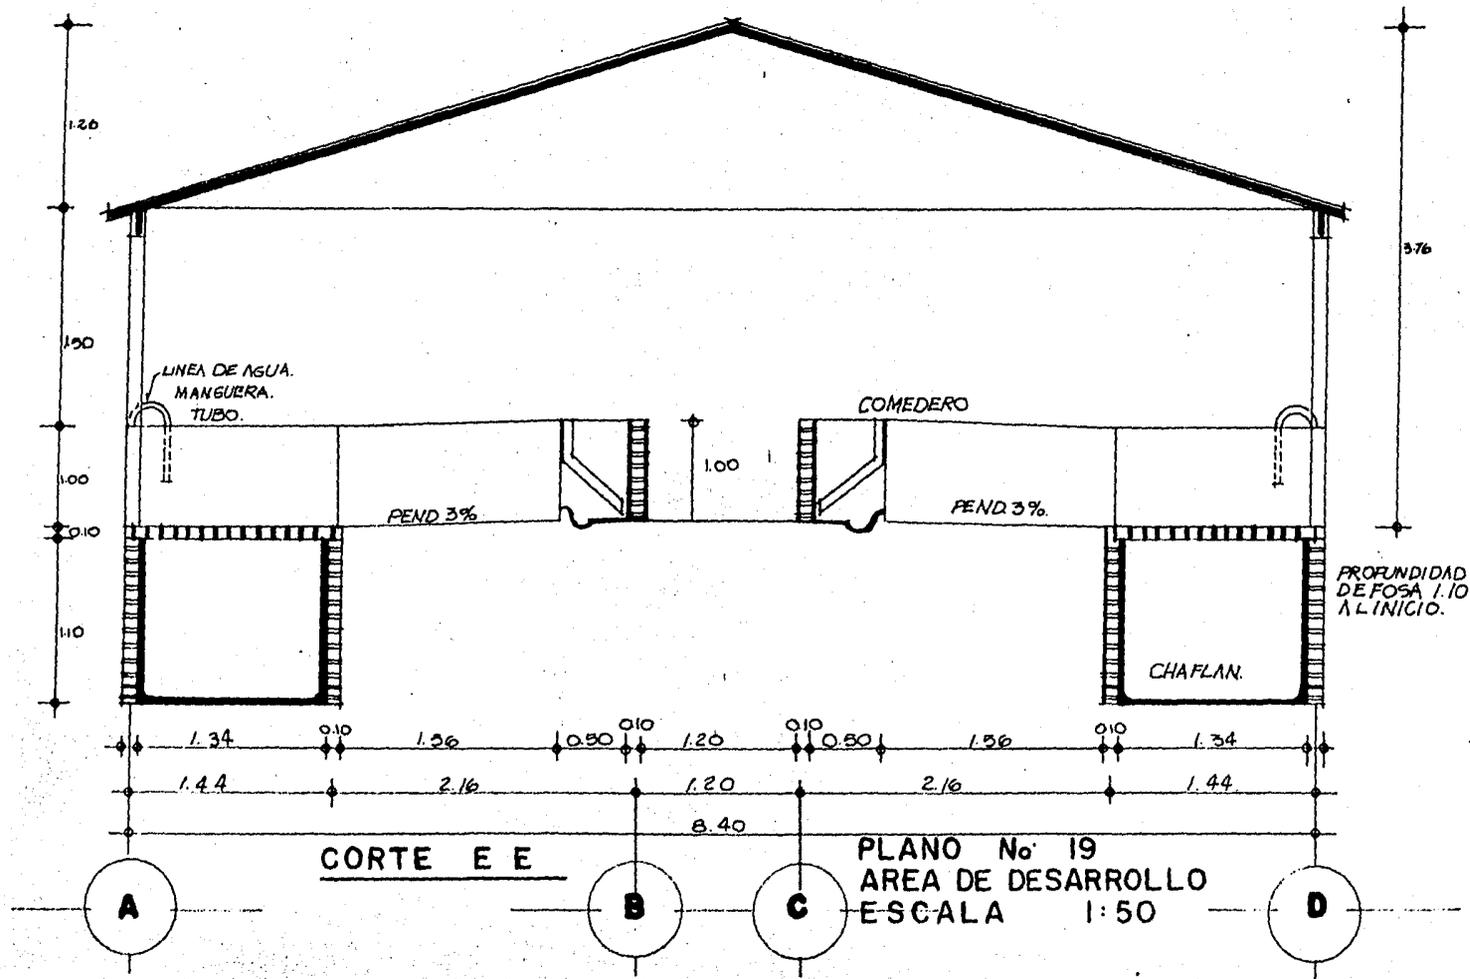 1.20
3.76
1.50
LINEA DE AGUA.
MANGUERA.
TUBO.
COMEDERO
1.00
1.00
PEND 3%
PEND. 3%.
0.10
PROFUNDIDAD
DE FOSA 1.10
AL INICIO.
1.10
CHAFLAN.
1.34 0.10 1.56 0.50 0.10 1.20 0.10 0.50 1.56 0.10 1.34
1.44 2.16 1.20 2.16 1.44
8.40
CORTE E E
PLANO No 19
AREA DE DESARROLLO
ESCALA 1:50
A B C D